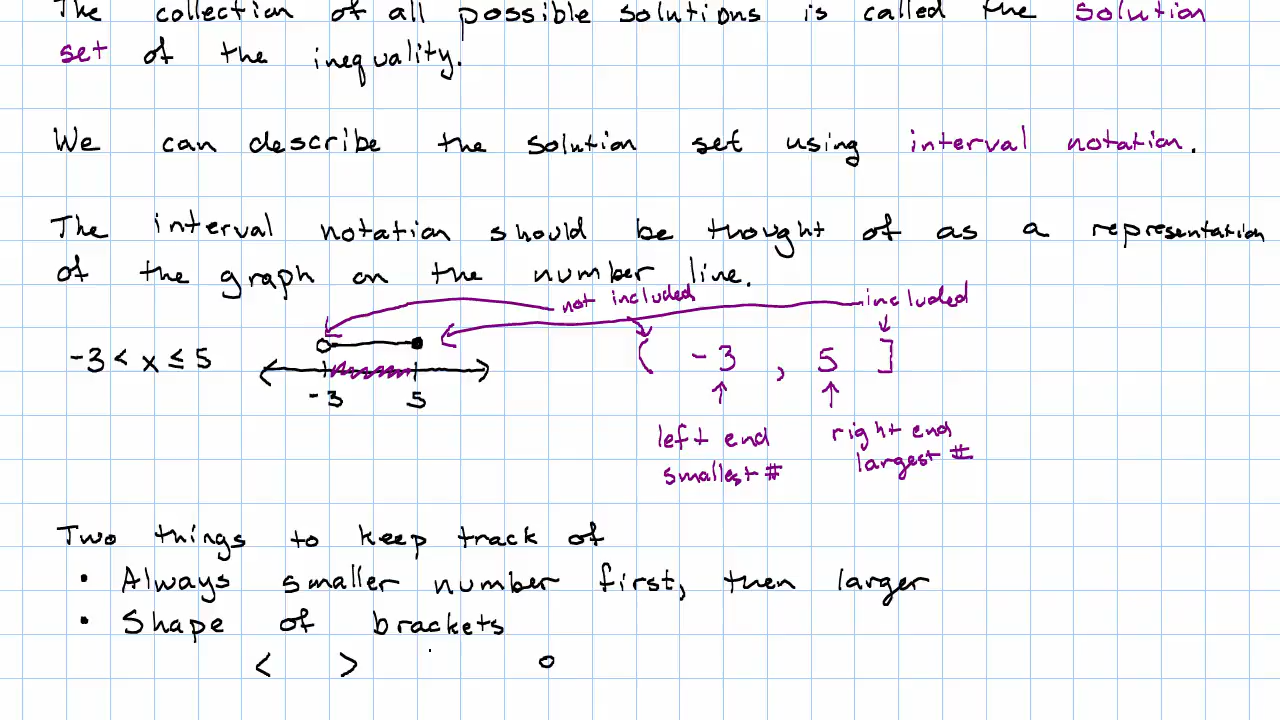 The collection of all possible solutions is called the solution
set of the inequality.
We can describe the solution set using interval notation.
The interval notation should be thought of as a representation
of the graph on the number line.
not included included
-3 < x ≤ 5 ( -3 , 5 ]
-3 5
left end right end
smallest # largest #
Two things to keep track of
• Always smaller number first, then larger
• Shape of brackets
< > o